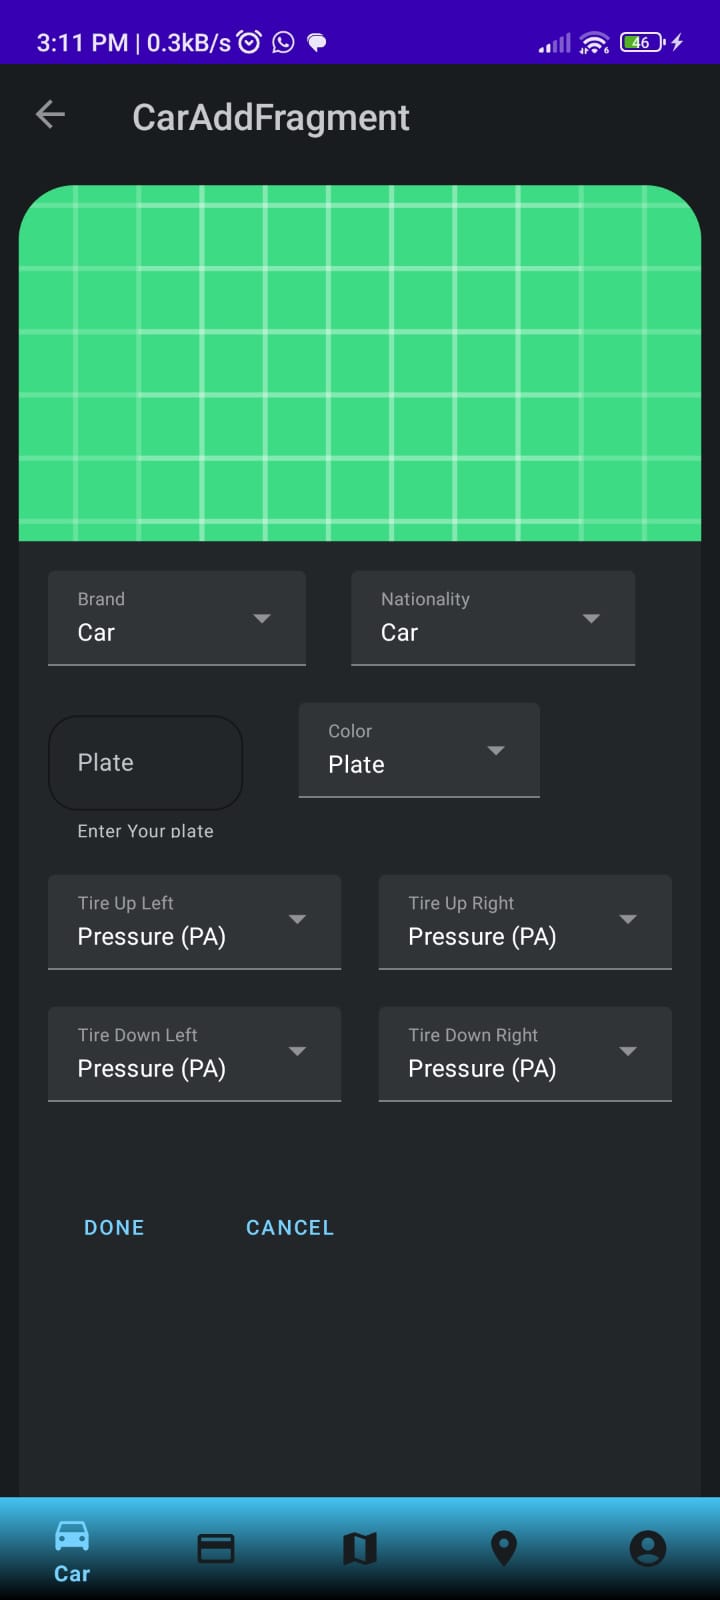 3:11 PM | 0.3kB/s 46
CarAddFragment
Brand
Car
Nationality
Car
Plate
Enter Your plate
Color
Plate
Tire Up Left
Pressure (PA)
Tire Up Right
Pressure (PA)
Tire Down Left
Pressure (PA)
Tire Down Right
Pressure (PA)
DONE CANCEL
Car